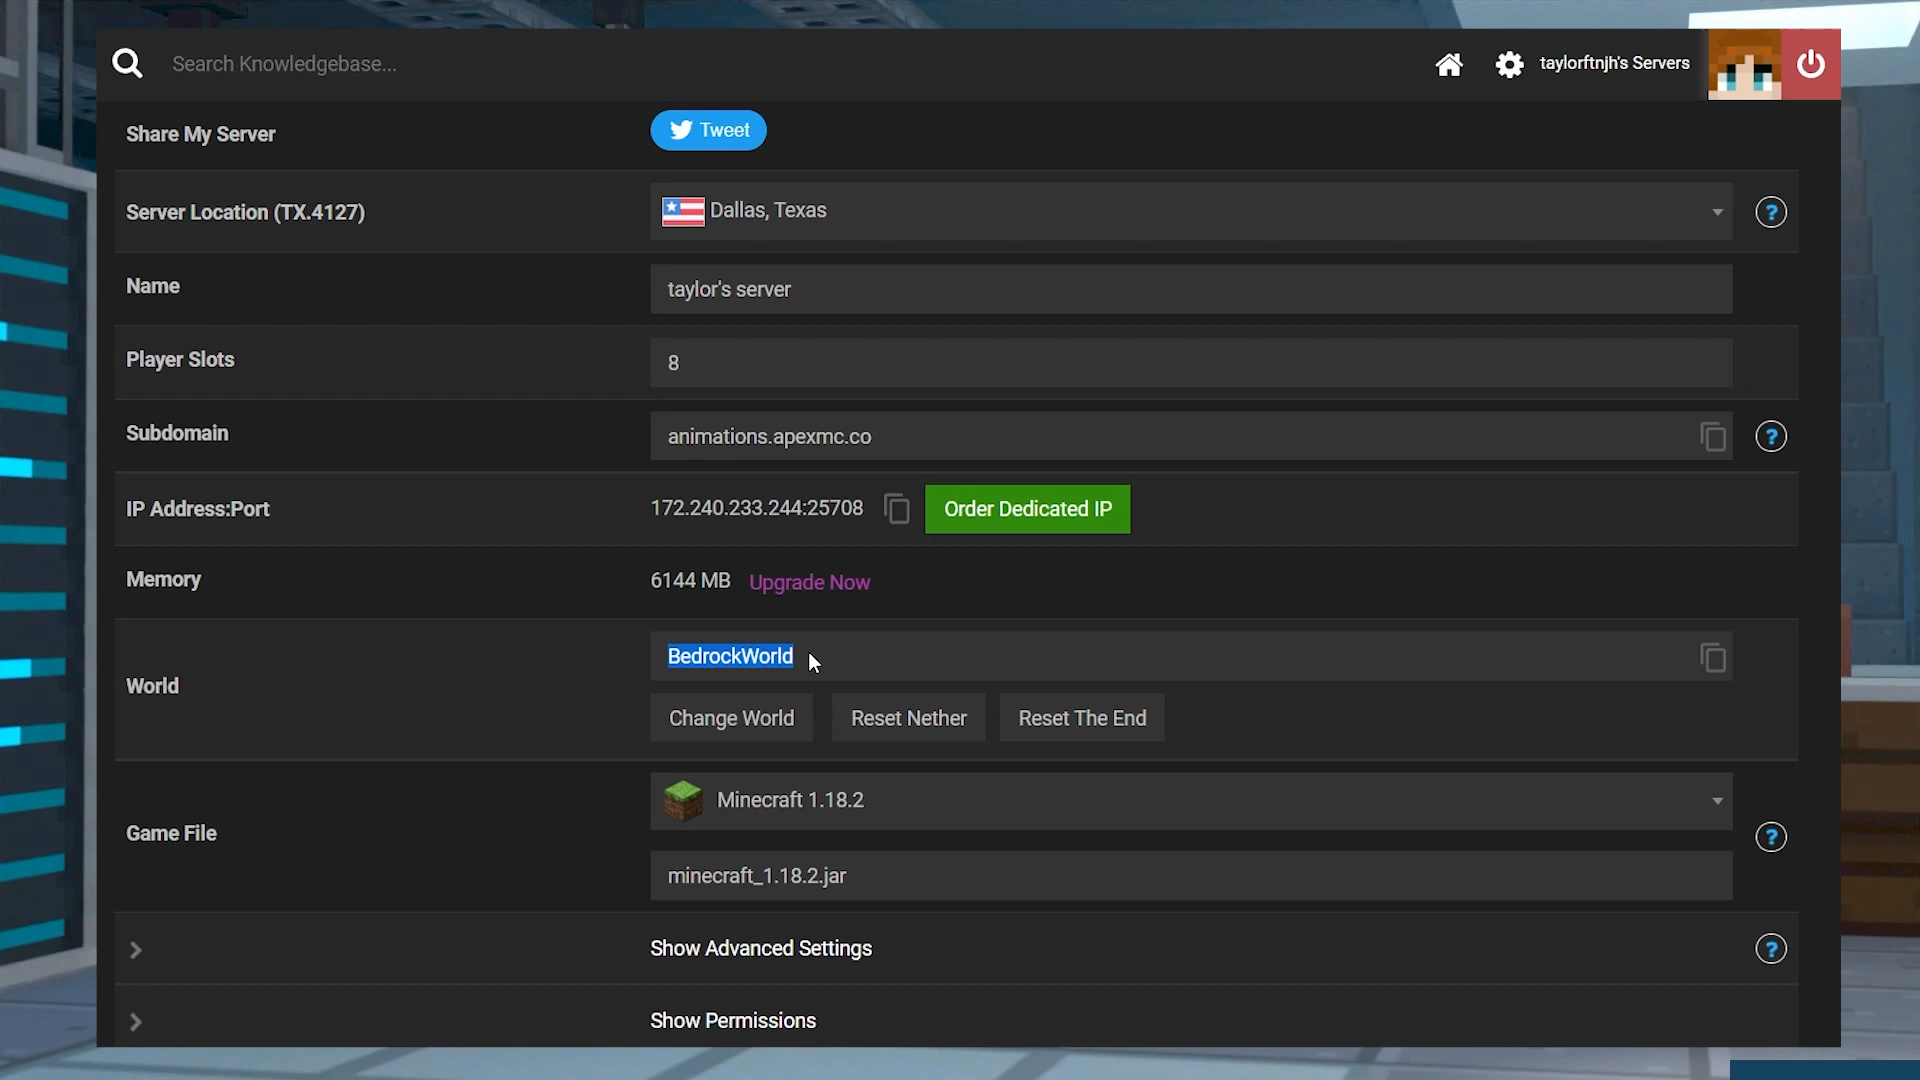 Search Knowledgebase...
taylorftnjh's Servers
Share My Server
Tweet
Server Location (TX.4127)
Dallas, Texas
?
Name
taylor's server
Player Slots
8
Subdomain
animations.apexmc.co
?
IP Address:Port
172.240.233.244:25708
Order Dedicated IP
Memory
6144 MB
Upgrade Now
World
BedrockWorld
Change World
Reset Nether
Reset The End
Game File
Minecraft 1.18.2
?
minecraft_1.18.2.jar
Show Advanced Settings
?
Show Permissions